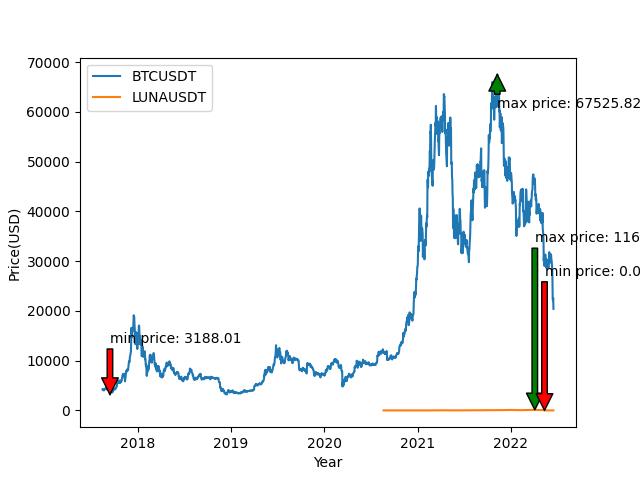 70000
60000
50000
40000
30000
20000
10000
0
Price(USD)
BTCUSDT
LUNAUSDT
max price: 67525.82
max price: 116
min price: 0.0
min price: 3188.01
2018
2019
2020
2021
2022
Year